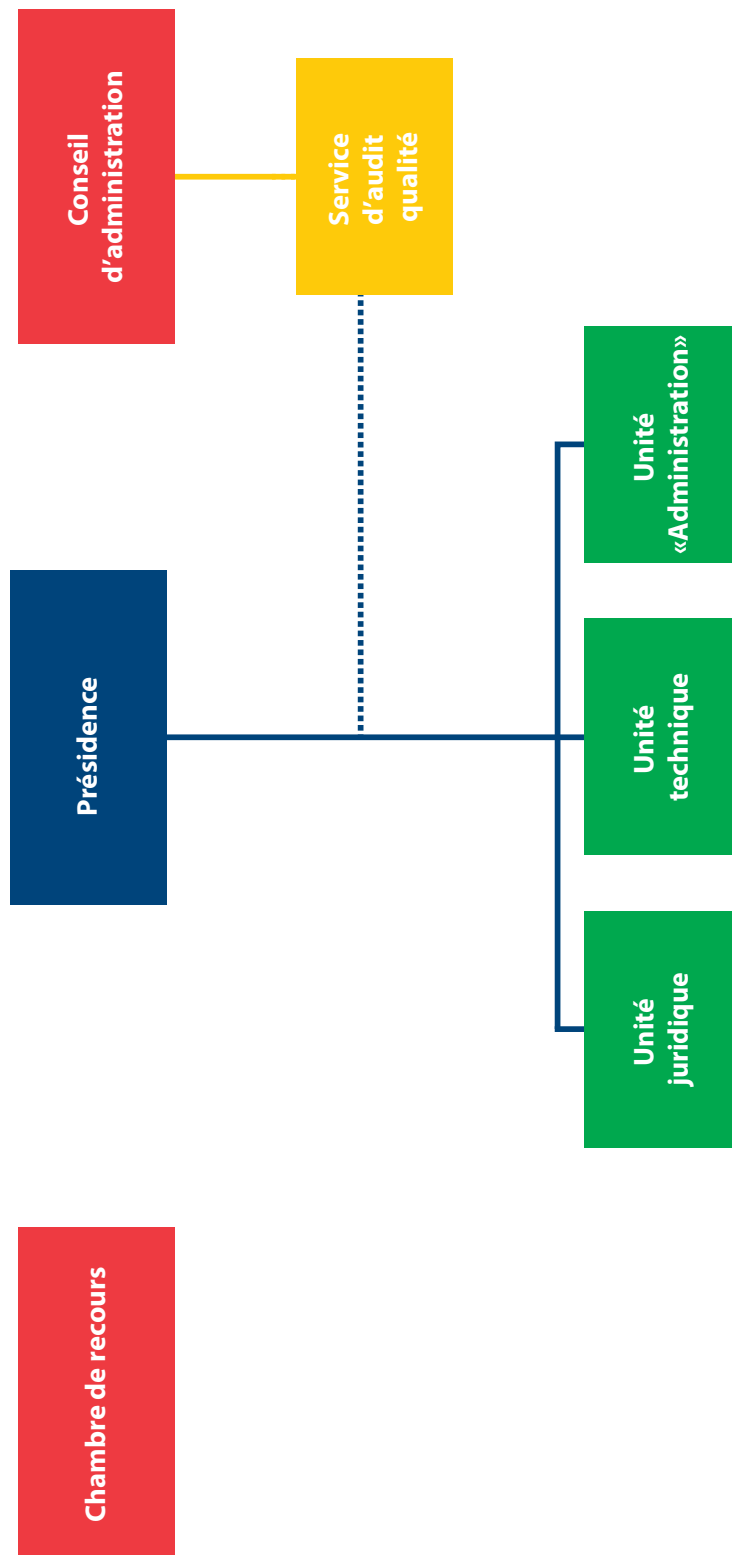 Chambre de recours
Présidence
Conseil
d’administration
Service
d’audit
qualité
Unité
juridique
Unité
technique
Unité
«Administration»